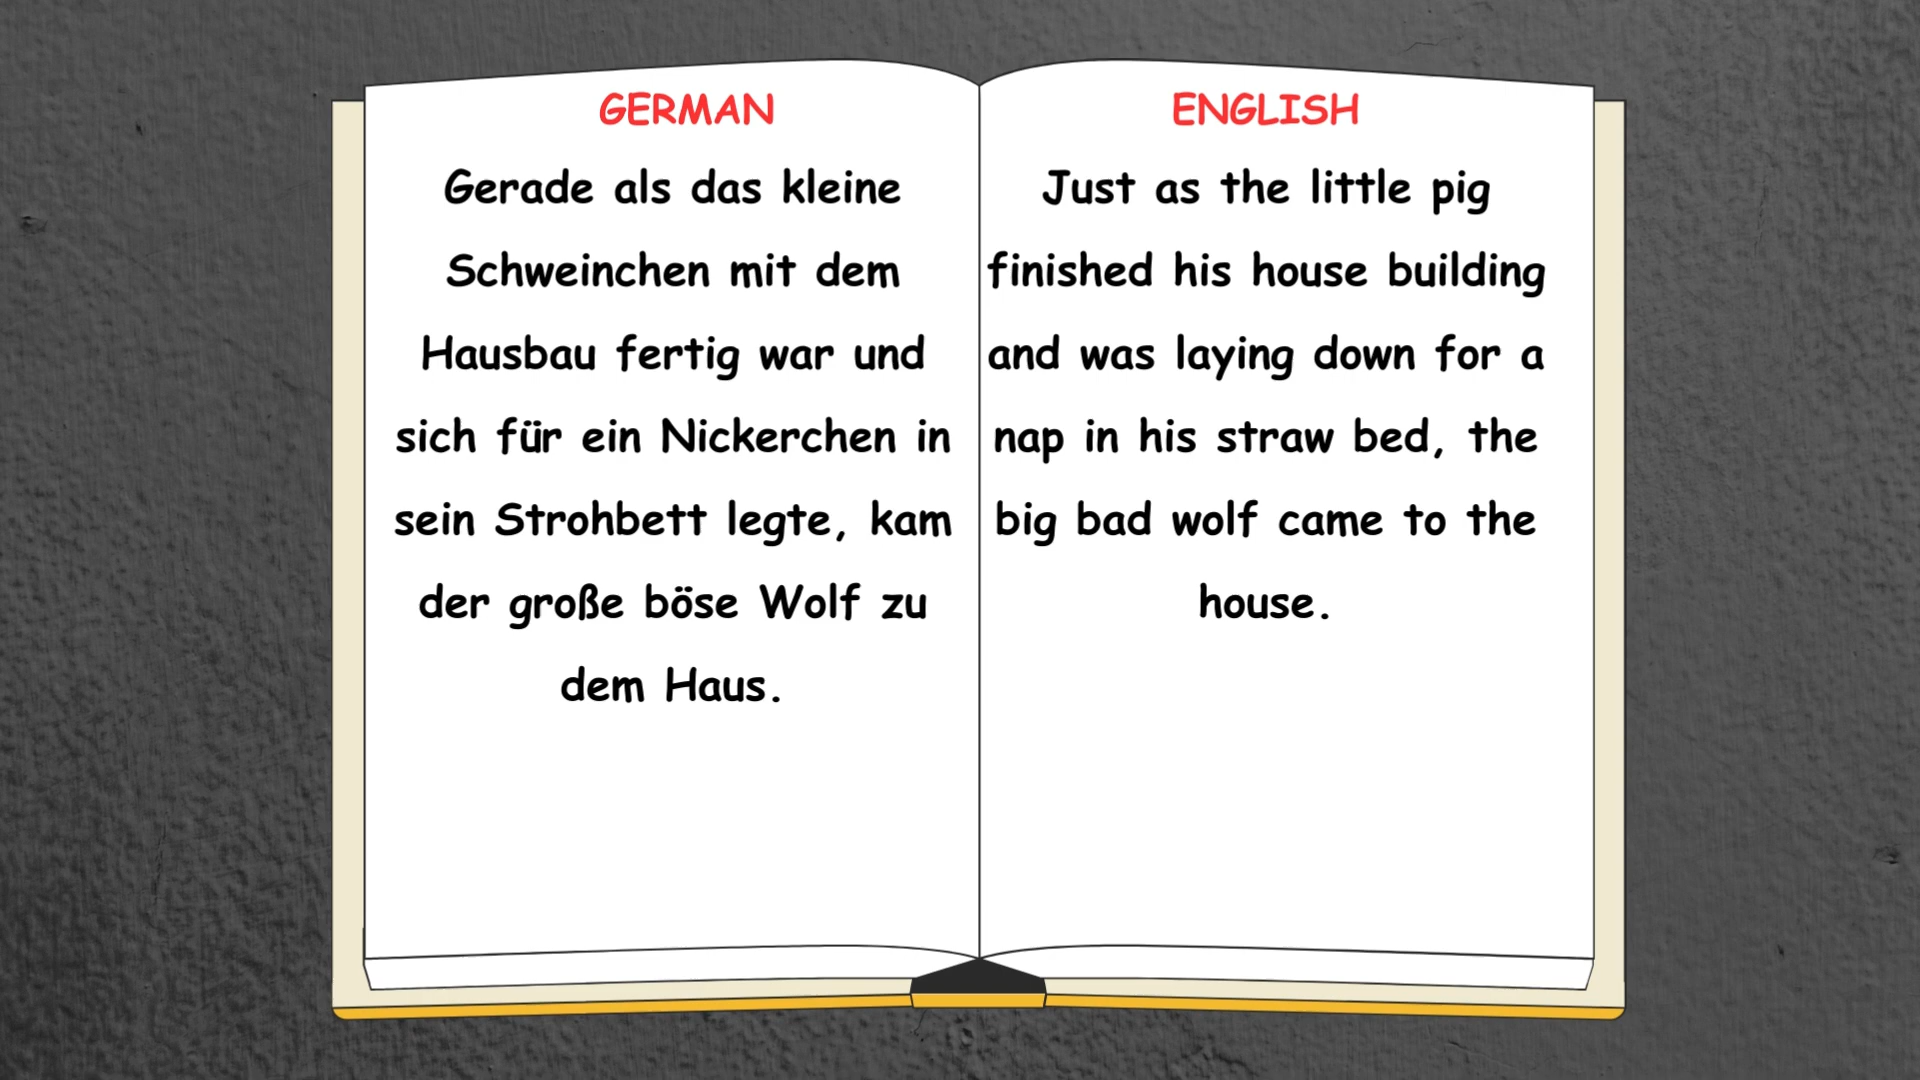 GERMAN
Gerade als das kleine
Schweinchen mit dem
Hausbau fertig war und
sich für ein Nickerchen in
sein Strohbett legte, kam
der große böse Wolf zu
dem Haus.
ENGLISH
Just as the little pig
finished his house building
and was laying down for a
nap in his straw bed, the
big bad wolf came to the
house.